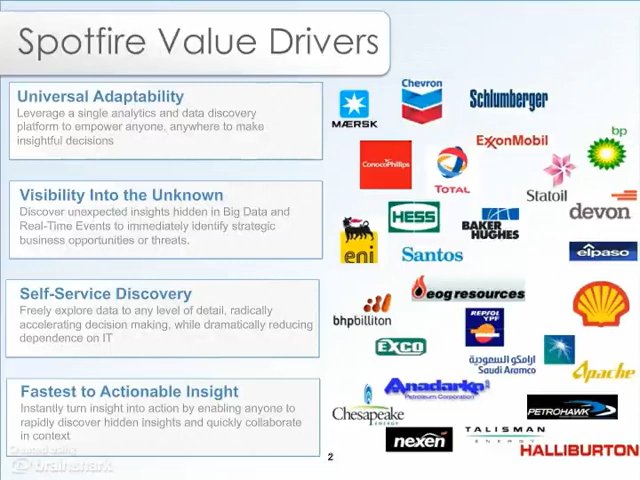 Spotfire Value Drivers
Universal Adaptability
Leverage a single analytics and data discovery
platform to empower anyone, anywhere to make
insightful decisions
Visibility Into the Unknown
Discover unexpected insights hidden in Big Data and
Real-Time Events to immediately identify strategic
business opportunities or threats.
Self-Service Discovery
Freely explore data to any level of detail, radically
accelerating decision making, while dramatically reducing
dependence on IT
Fastest to Actionable Insight
Instantly turn insight into action by enabling anyone to
rapidly discover hidden insights and quickly collaborate
in context
Created using
brainshark
MÆRSK
Chevron
Schlumberger
ExxonMobil
bp
ConocoPhillips
TOTAL
Statoil
devon
HESS
BAKER
HUGHES
eni
Santos
elpaso
eog resources
bhpbilliton
REPSOL
YPF
EXCO
أرامكو السعودية
Saudi Aramco
Apache
Anadarko
Petroleum Corporation
Chesapeake
ENERGY
PETROHAWK
nexen
TALISMAN
ENERGY
HALLIBURTON
2